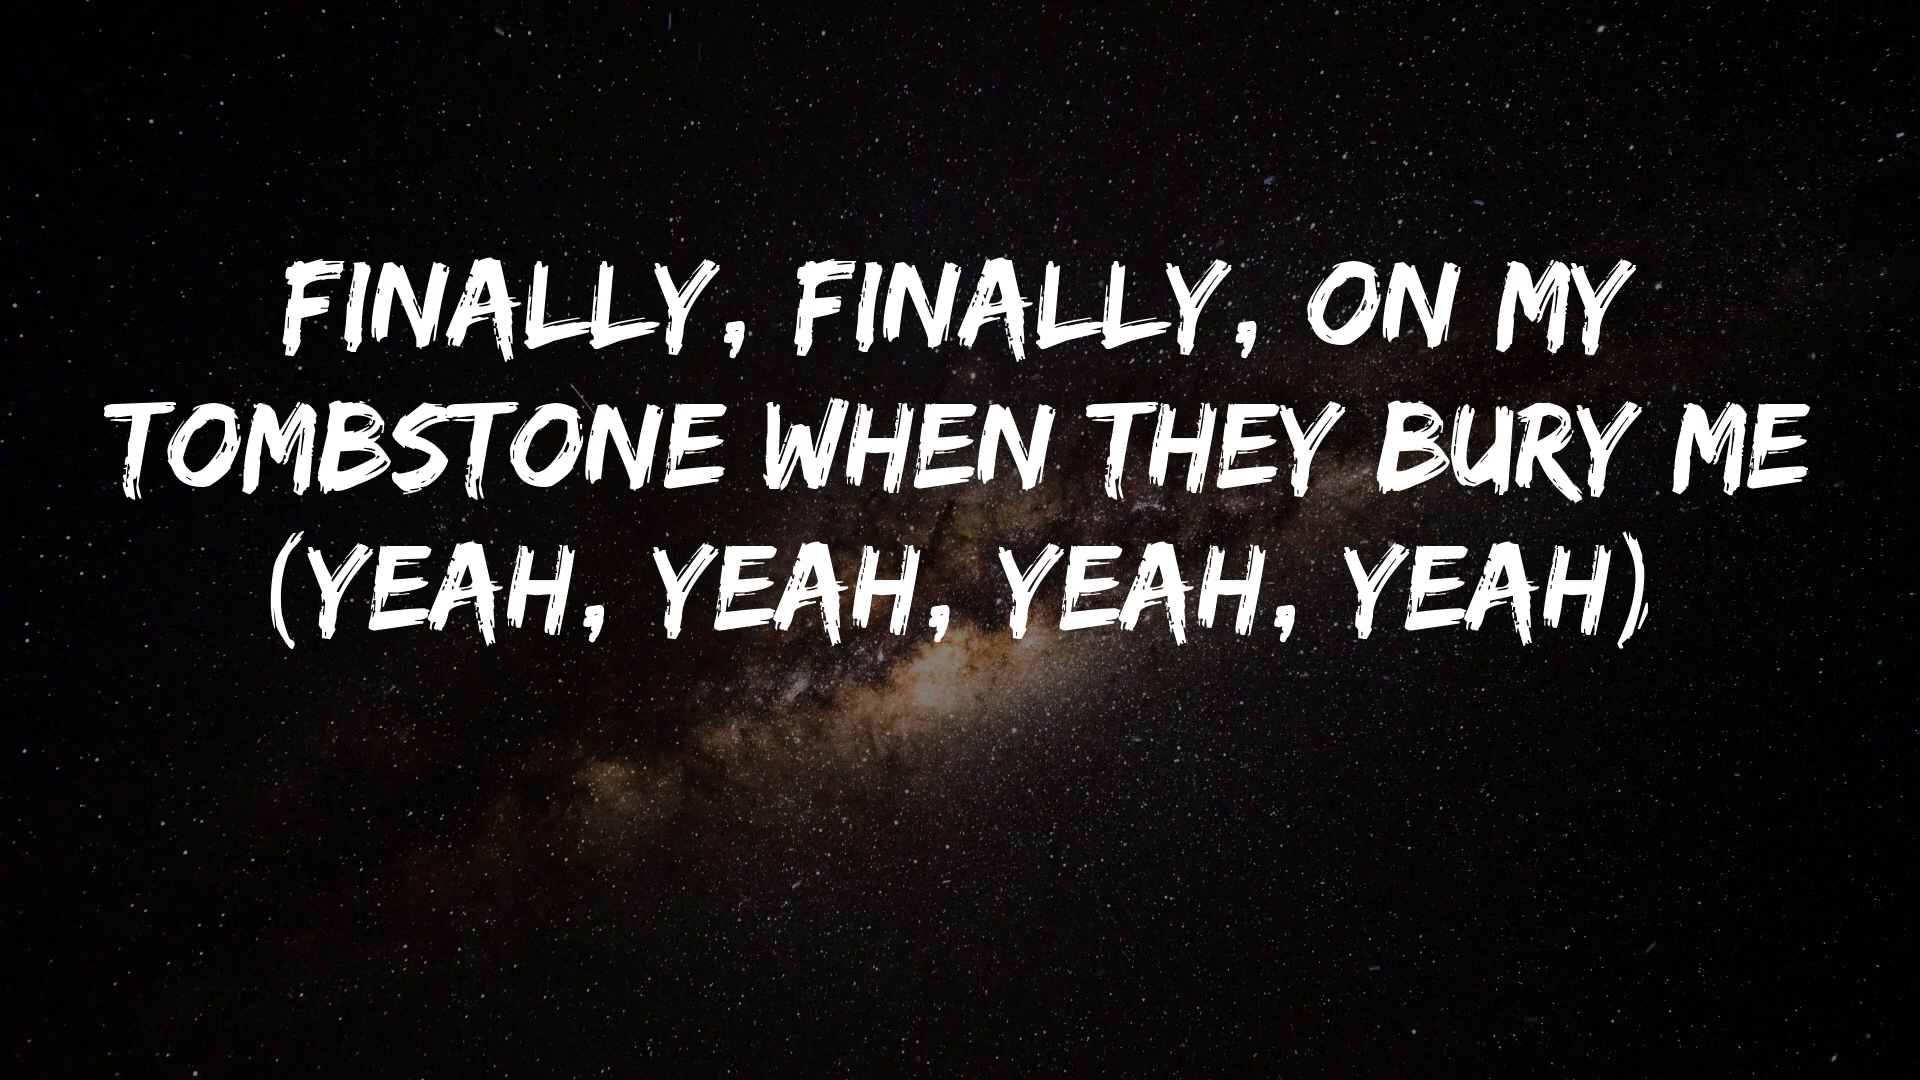 FINALLY, FINALLY, ON MY
TOMBSTONE WHEN THEY BURY ME
(YEAH, YEAH, YEAH, YEAH)